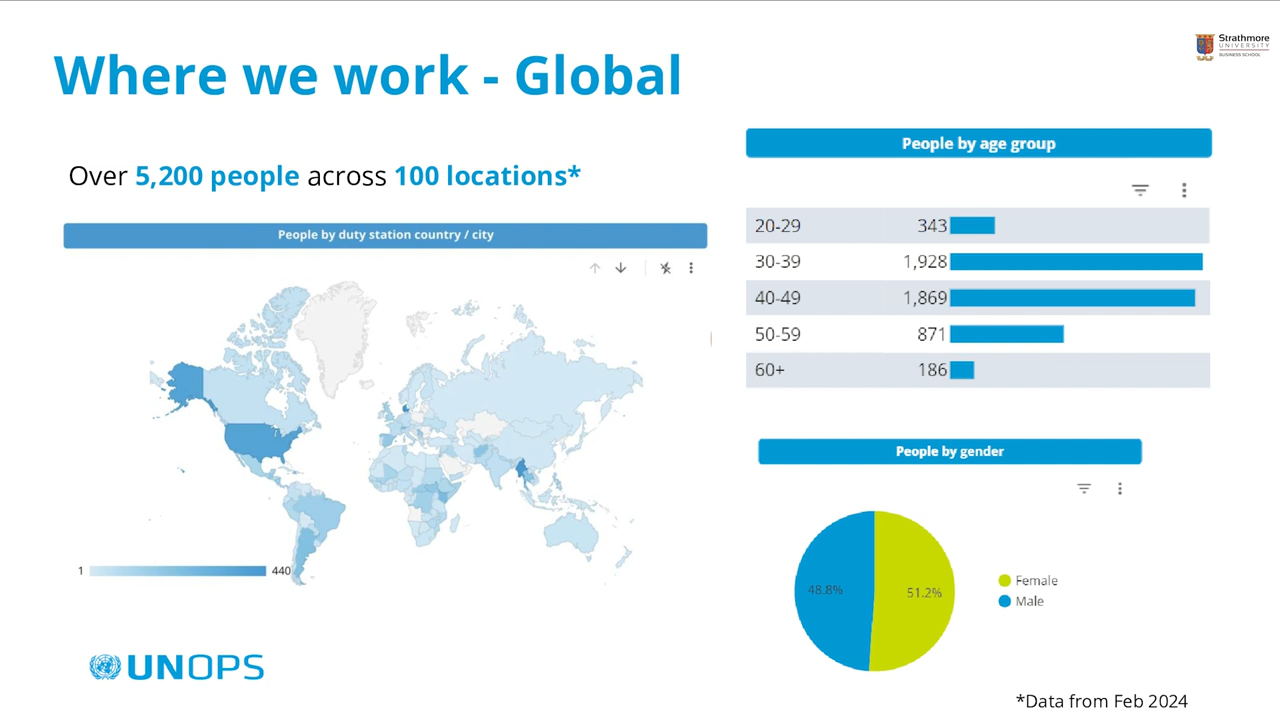 Strathmore
UNIVERSITY
BUSINESS SCHOOL
Where we work - Global
Over 5,200 people across 100 locations*
People by duty station country / city
1 440
People by age group
20-29 343
30-39 1,928
40-49 1,869
50-59 871
60+ 186
People by gender
48.8% 51.2%
Female
Male
UNOPS
*Data from Feb 2024